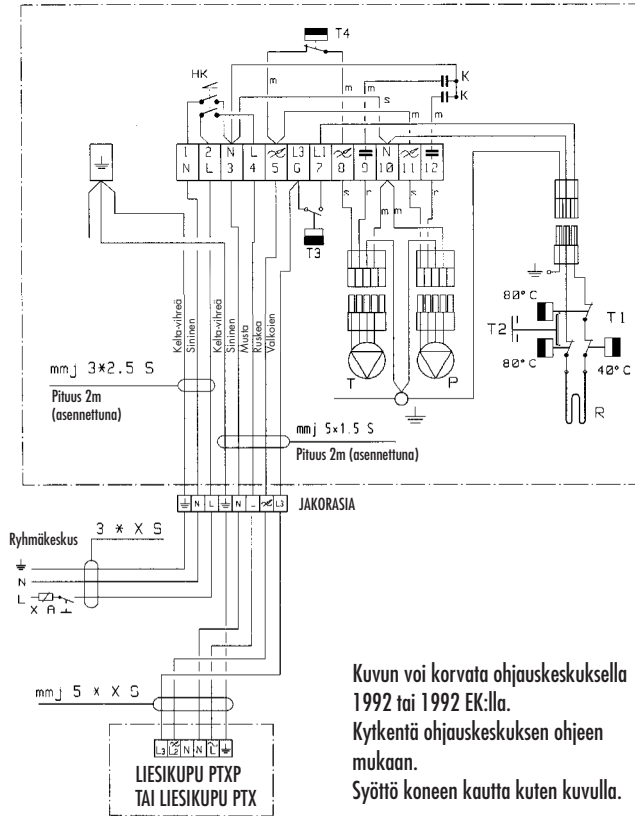 T4
HK
K
K
m
m
m
s
m
m
1 2 N L L3 L1 N
N L 3 4 5 G 7 8 9 10 11 12
s r m m s r
T3
80°C
T1
T2
80°C
40°C
R
T
P
Kelta-vihreä
Sininen
Kelta-vihreä
Sininen
Musta
Ruskea
Valkoien
mmj 3*2.5 S
Pituus 2m
(asennettuna)
mmj 5x1.5 S
Pituus 2m (asennettuna)
N L N L L3
JAKORASIA
Ryhmäkeskus
3 * X S
N
L
X A
mmj 5 * X S
L3 L2 N N L
LIESIKUPU PTXP
TAI LIESIKUPU PTX
Kuvun voi korvata ohjauskeskuksella
1992 tai 1992 EK:lla.
Kytkentä ohjauskeskuksen ohjeen
mukaan.
Syöttö koneen kautta kuten kuvulla.